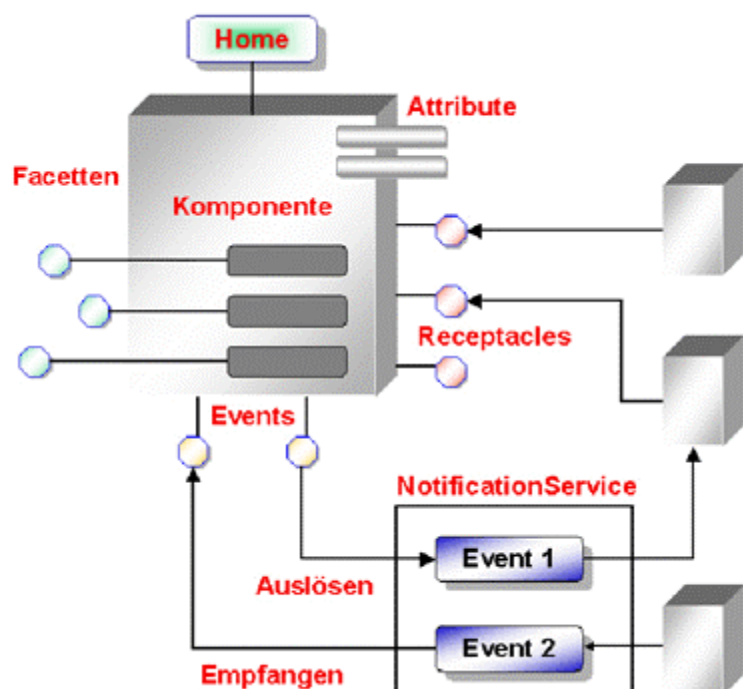 Home
Attribute
Facetten
Komponente
Receptacles
Events
NotificationService
Event 1
Auslösen
Event 2
Empfangen